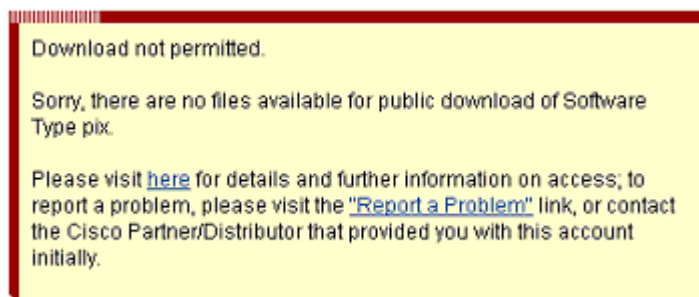 Download not permitted.
Sorry, there are no files available for public download of Software
Type pix.
Please visit here for details and further information on access; to
report a problem, please visit the "Report a Problem" link, or contact
the Cisco Partner/Distributor that provided you with this account
initially.